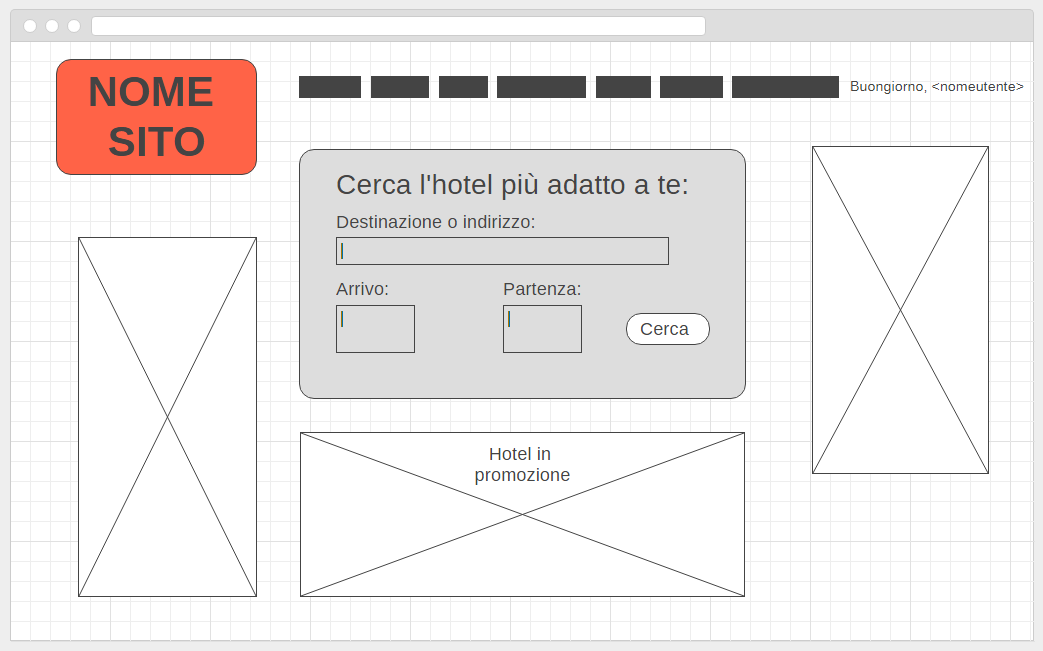 NOME
SITO
Buongiorno, <nomeutente>
Cerca l'hotel più adatto a te:
Destinazione o indirizzo:
Arrivo:
Partenza:
Cerca
Hotel in
promozione